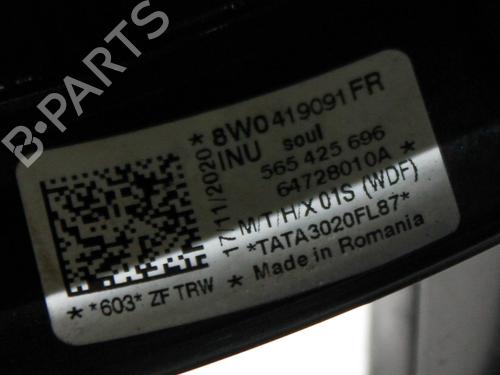 B-PARTS
*8W0419091FR
INU soul
17/11/2020
565 425 696
64728010A
M/T/H/X 01S (WDF)
*TATA3020FL87*
* Made in Romania
* *603* ZF TRW *